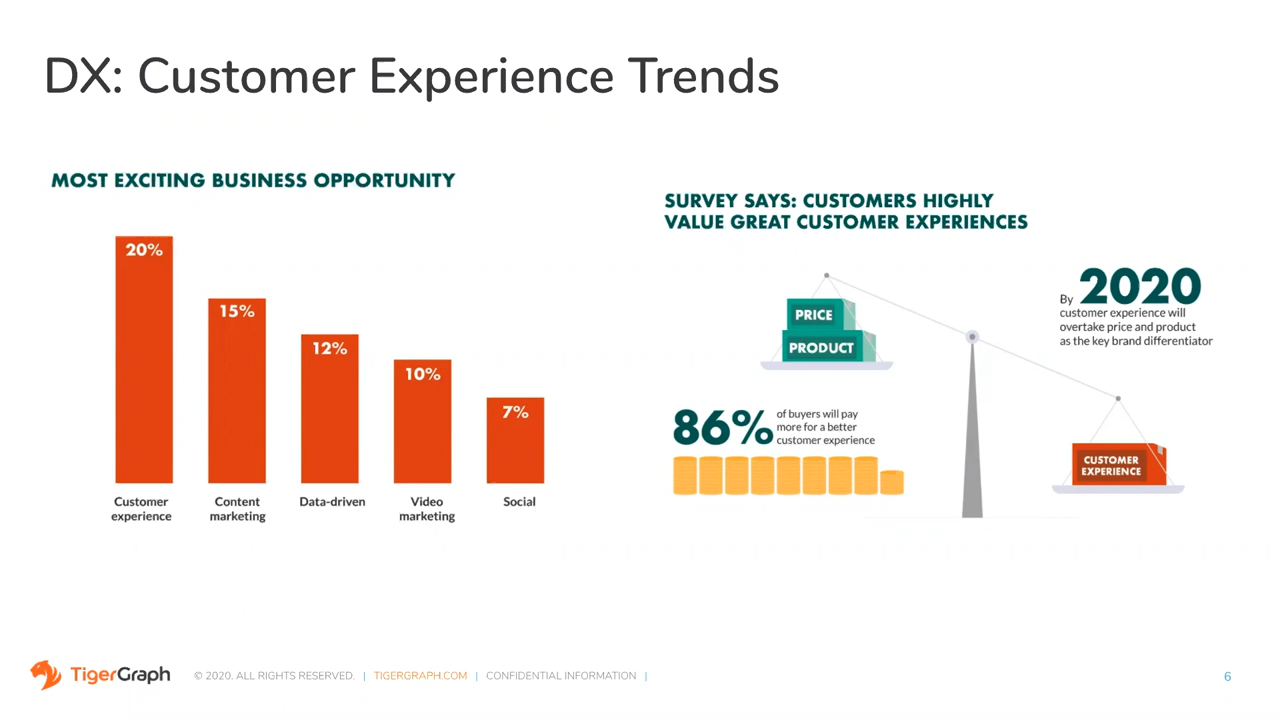 DX: Customer Experience Trends
MOST EXCITING BUSINESS OPPORTUNITY
20%
15%
12%
10%
7%
Customer
experience
Content
marketing
Data-driven
Video
marketing
Social
SURVEY SAYS: CUSTOMERS HIGHLY
VALUE GREAT CUSTOMER EXPERIENCES
PRICE
PRODUCT
By 2020
customer experience will
overtake price and product
as the key brand differentiator
86%
of buyers will pay
more for a better
customer experience
CUSTOMER
EXPERIENCE
TigerGraph
© 2020. ALL RIGHTS RESERVED. | TIGERGRAPH.COM | CONFIDENTIAL INFORMATION |
6